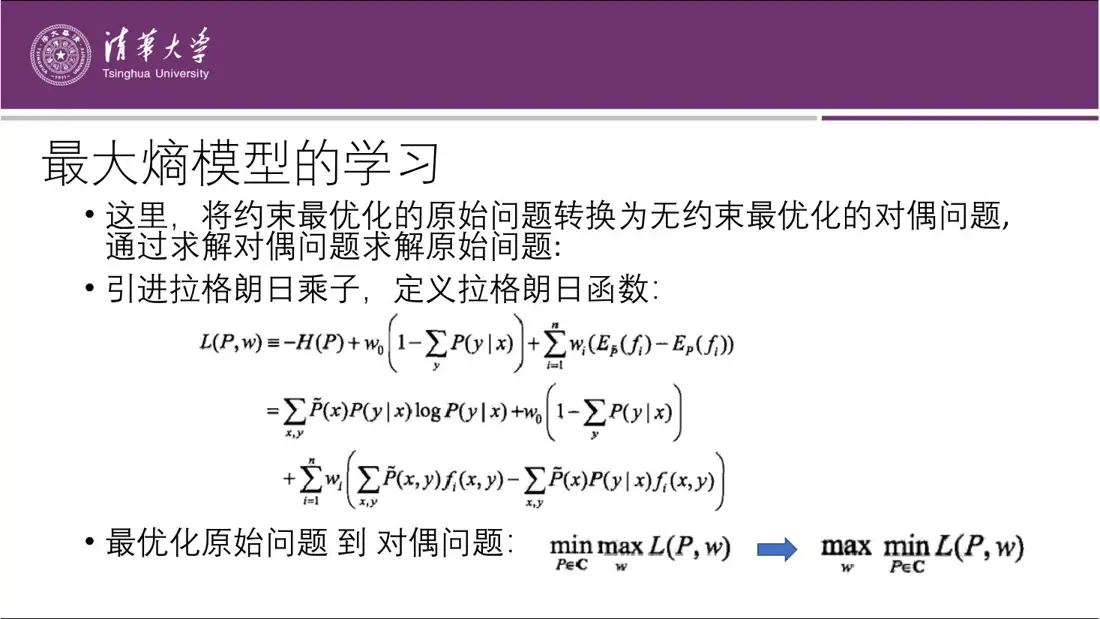 清华大学
Tsinghua University
最大熵模型的学习
• 这里，将约束最优化的原始问题转换为无约束最优化的对偶问题,
通过求解对偶问题求解原始问题:
• 引进拉格朗日乘子，定义拉格朗日函数：
L(P,w) ≡ −H(P) + w₀(1 − ∑_y P(y|x)) + ∑_{i=1}^{n} w_i(E_{P̃}(f_i) − E_P(f_i))
= ∑_{x,y} P̃(x)P(y|x) log P(y|x) + w₀(1 − ∑_y P(y|x))
+ ∑_{i=1}^{n} w_i(∑_{x,y} P̃(x,y)f_i(x,y) − ∑_{x,y} P̃(x)P(y|x)f_i(x,y))
• 最优化原始问题 到 对偶问题： min_{P∈C} max_w L(P,w) max_w min_{P∈C} L(P,w)